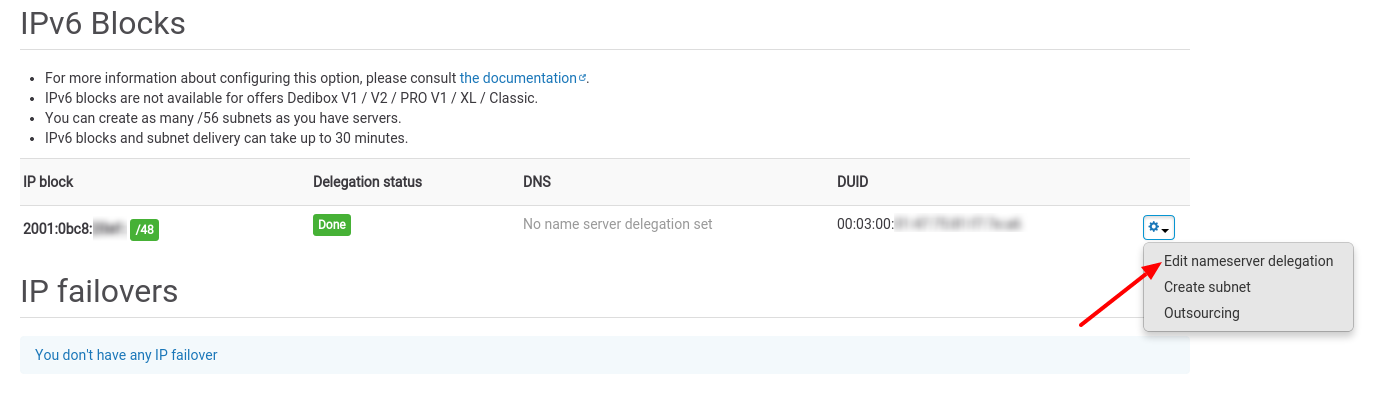 IPv6 Blocks
For more information about configuring this option, please consult the documentation.
IPv6 blocks are not available for offers Dedibox V1 / V2 / PRO V1 / XL / Classic.
You can create as many /56 subnets as you have servers.
IPv6 blocks and subnet delivery can take up to 30 minutes.
IP block Delegation status DNS DUID
2001:0bc8: /48 Done No name server delegation set 00:03:00:
Edit nameserver delegation
Create subnet
Outsourcing
IP failovers
You don't have any IP failover